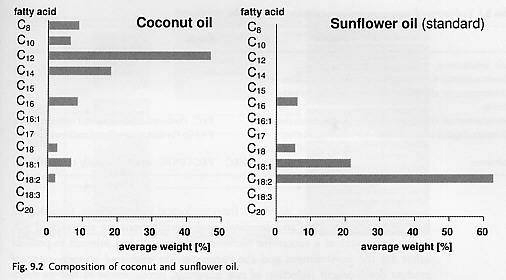 fatty acid
Coconut oil
C8
C10
C12
C14
C15
C16
C16:1
C17
C18
C18:1
C18:2
C18:3
C20
0 10 20 30 40 50
average weight [%]
fatty acid
Sunflower oil (standard)
C8
C10
C12
C14
C15
C16
C16:1
C17
C18
C18:1
C18:2
C18:3
C20
0 10 20 30 40 50 60
average weight [%]
Fig. 9.2 Composition of coconut and sunflower oil.